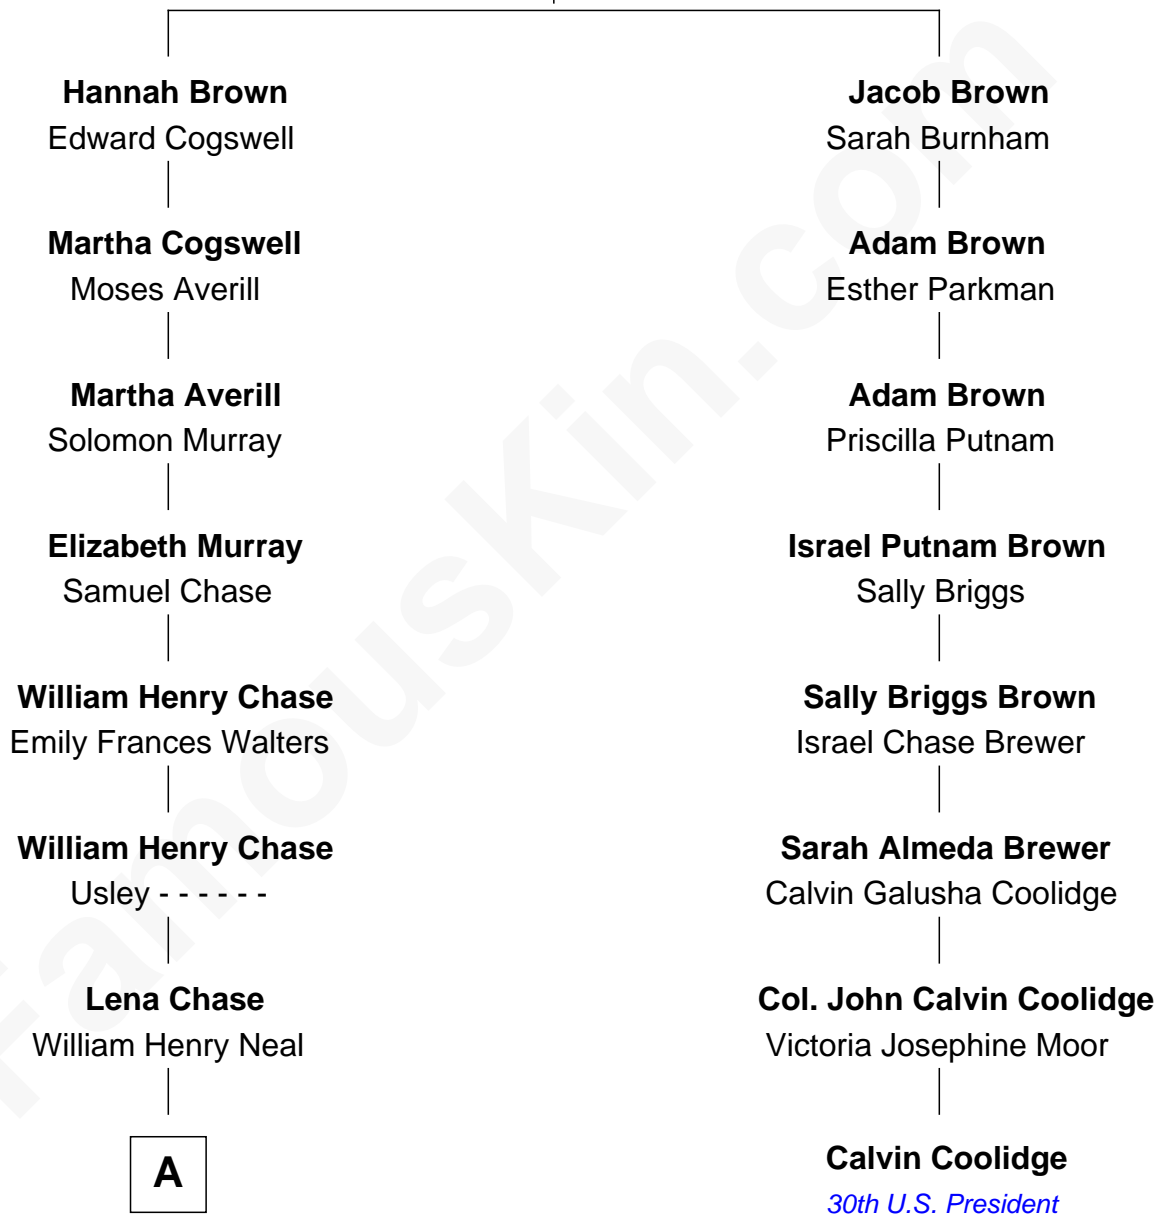 Hannah Brown
Edward Cogswell
Martha Cogswell
Moses Averill
Martha Averill
Solomon Murray
Elizabeth Murray
Samuel Chase
William Henry Chase
Emily Frances Walters
William Henry Chase
Usley - - - - - -
Lena Chase
William Henry Neal
A
Jacob Brown
Sarah Burnham
Adam Brown
Esther Parkman
Adam Brown
Priscilla Putnam
Israel Putnam Brown
Sally Briggs
Sally Briggs Brown
Israel Chase Brewer
Sarah Almeda Brewer
Calvin Galusha Coolidge
Col. John Calvin Coolidge
Victoria Josephine Moor
Calvin Coolidge
30th U.S. President
FamousKin.com